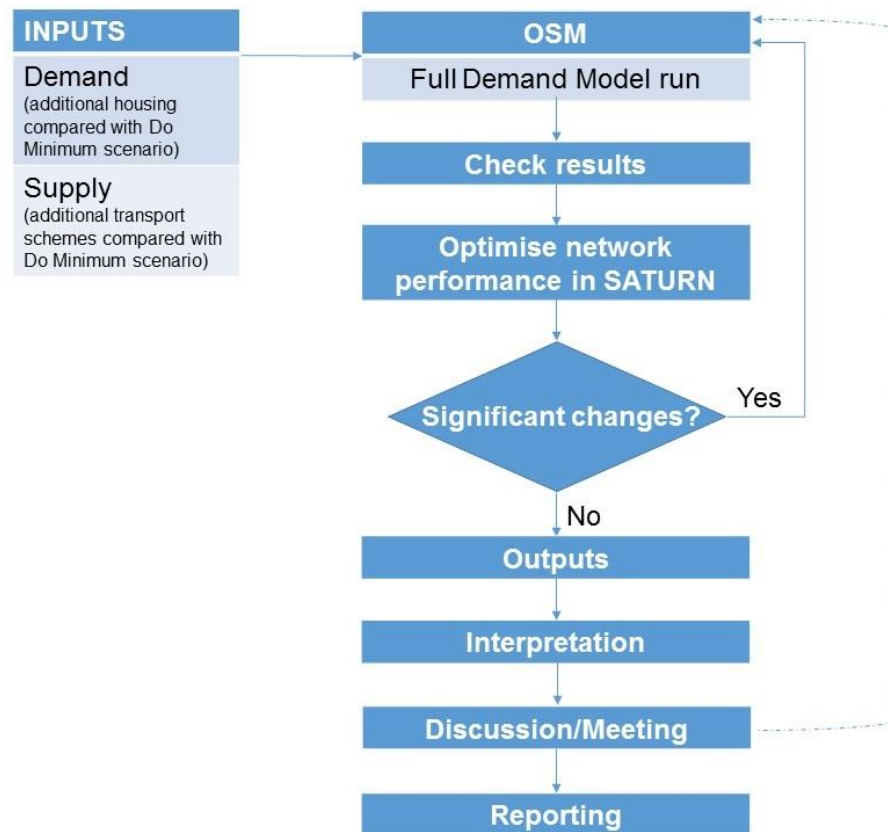 INPUTS
Demand
(additional housing
compared with Do
Minimum scenario)
Supply
(additional transport
schemes compared with
Do Minimum scenario)
OSM
Full Demand Model run
Check results
Optimise network
performance in SATURN
Significant changes?
Yes
No
Outputs
Interpretation
Discussion/Meeting
Reporting